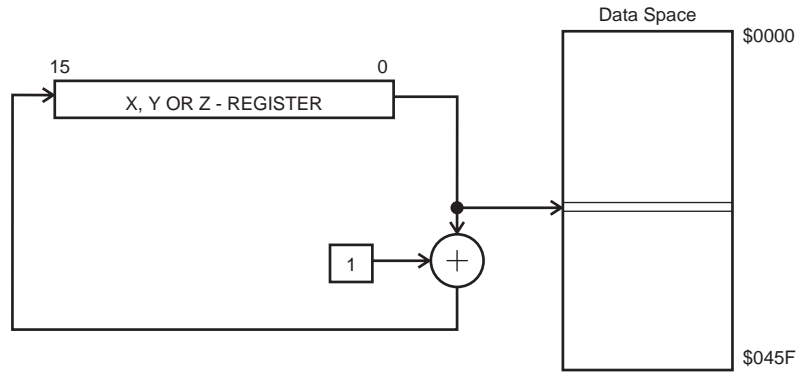 Data Space
$0000
15
0
X, Y OR Z - REGISTER
1
+
$045F